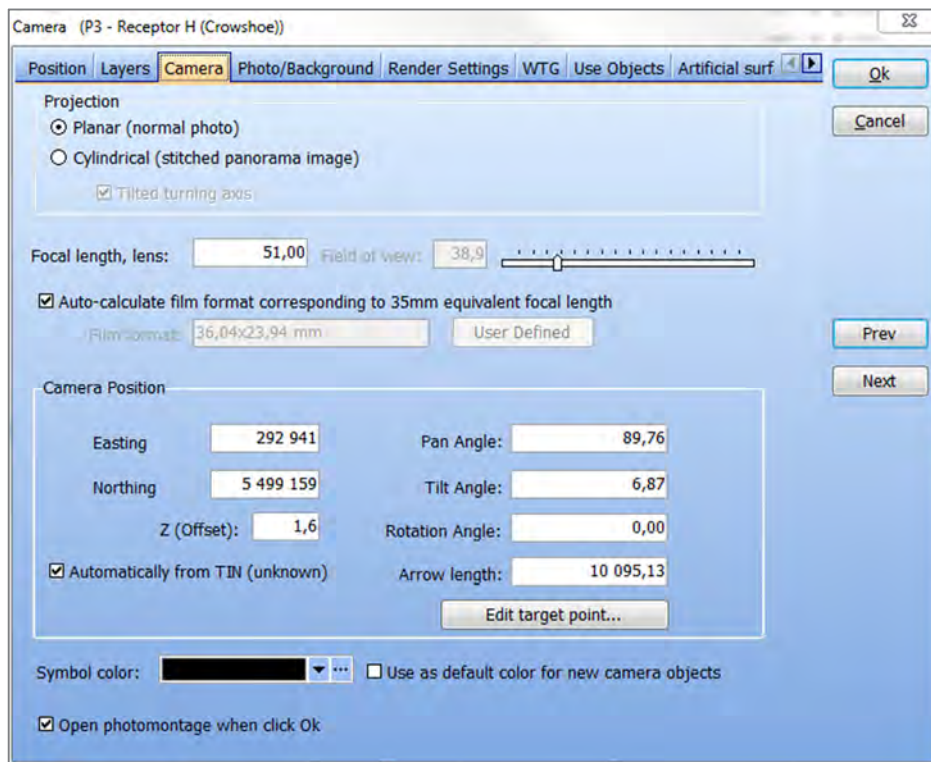 Camera (P3 - Receptor H (Crowshoe))
Position Layers Camera Photo/Background Render Settings WTG Use Objects Artificial surf
Ok
Cancel
Projection
Planar (normal photo)
Cylindrical (stitched panorama image)
Tilted turning axis
Focal length, lens: 51,00 Field of view: 38,9
Auto-calculate film format corresponding to 35mm equivalent focal length
Film format: 36,04x23,94 mm User Defined
Prev
Next
Camera Position
Easting 292 941 Pan Angle: 89,76
Northing 5 499 159 Tilt Angle: 6,87
Z (Offset): 1,6 Rotation Angle: 0,00
Automatically from TIN (unknown) Arrow length: 10 095,13
Edit target point...
Symbol color: ... Use as default color for new camera objects
Open photomontage when click Ok